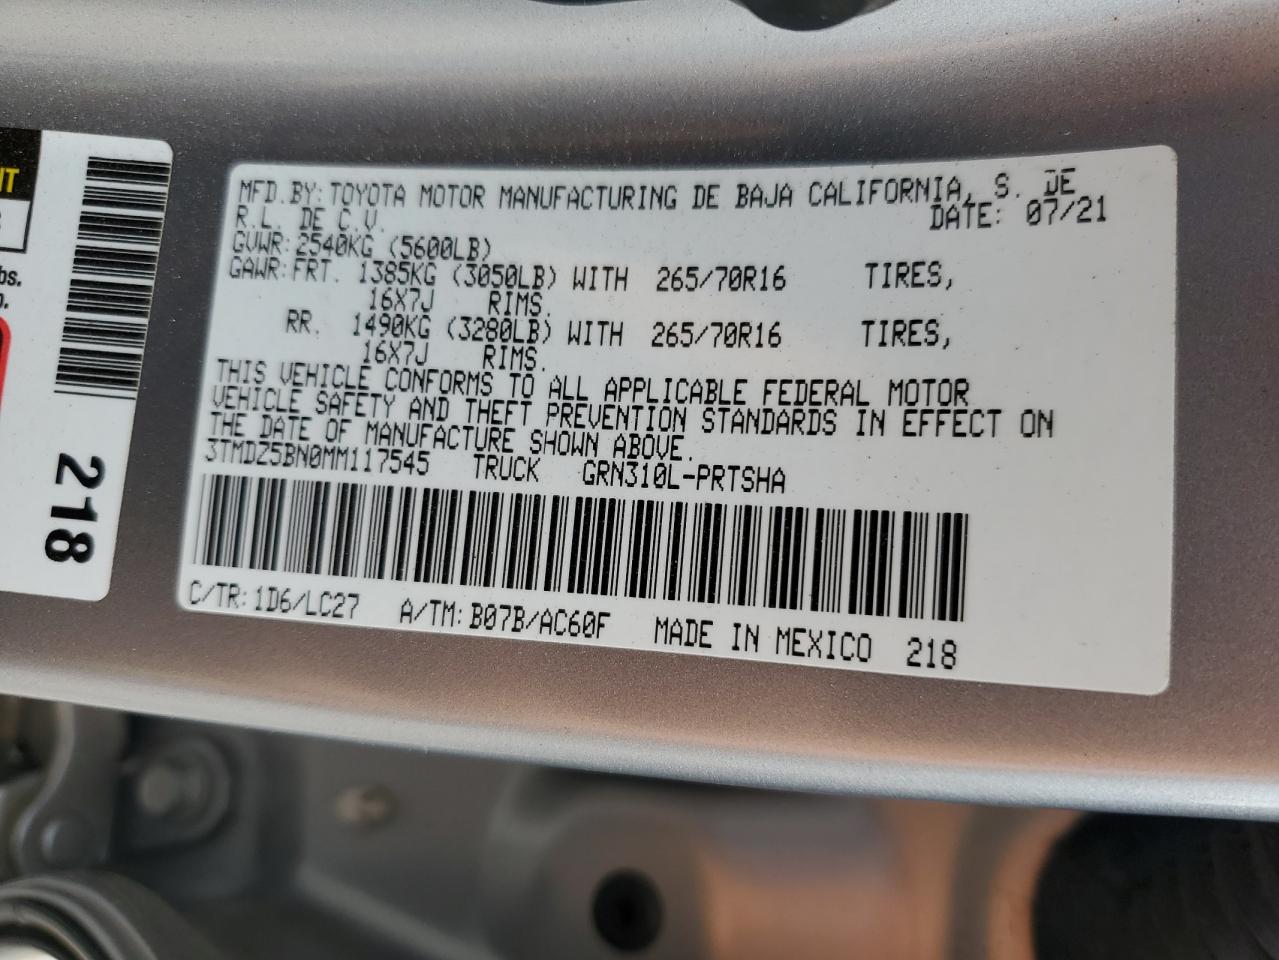 MFD. BY: TOYOTA MOTOR MANUFACTURING DE BAJA CALIFORNIA, S. DE
R. L. DE C. V. DATE: 07/21
GVWR: 2540KG (5600LB)
GAWR: FRT. 1385KG (3050LB) WITH 265/70R16 TIRES,
16X7J RIMS.
RR. 1490KG (3280LB) WITH 265/70R16 TIRES,
16X7J RIMS.
THIS VEHICLE CONFORMS TO ALL APPLICABLE FEDERAL MOTOR
VEHICLE SAFETY AND THEFT PREVENTION STANDARDS IN EFFECT ON
THE DATE OF MANUFACTURE SHOWN ABOVE.
3TMDZ5BN0MM117545 TRUCK GRN310L-PRTSHA
C/TR: 1D6/LC27 A/TM: B07B/AC60F MADE IN MEXICO 218
218